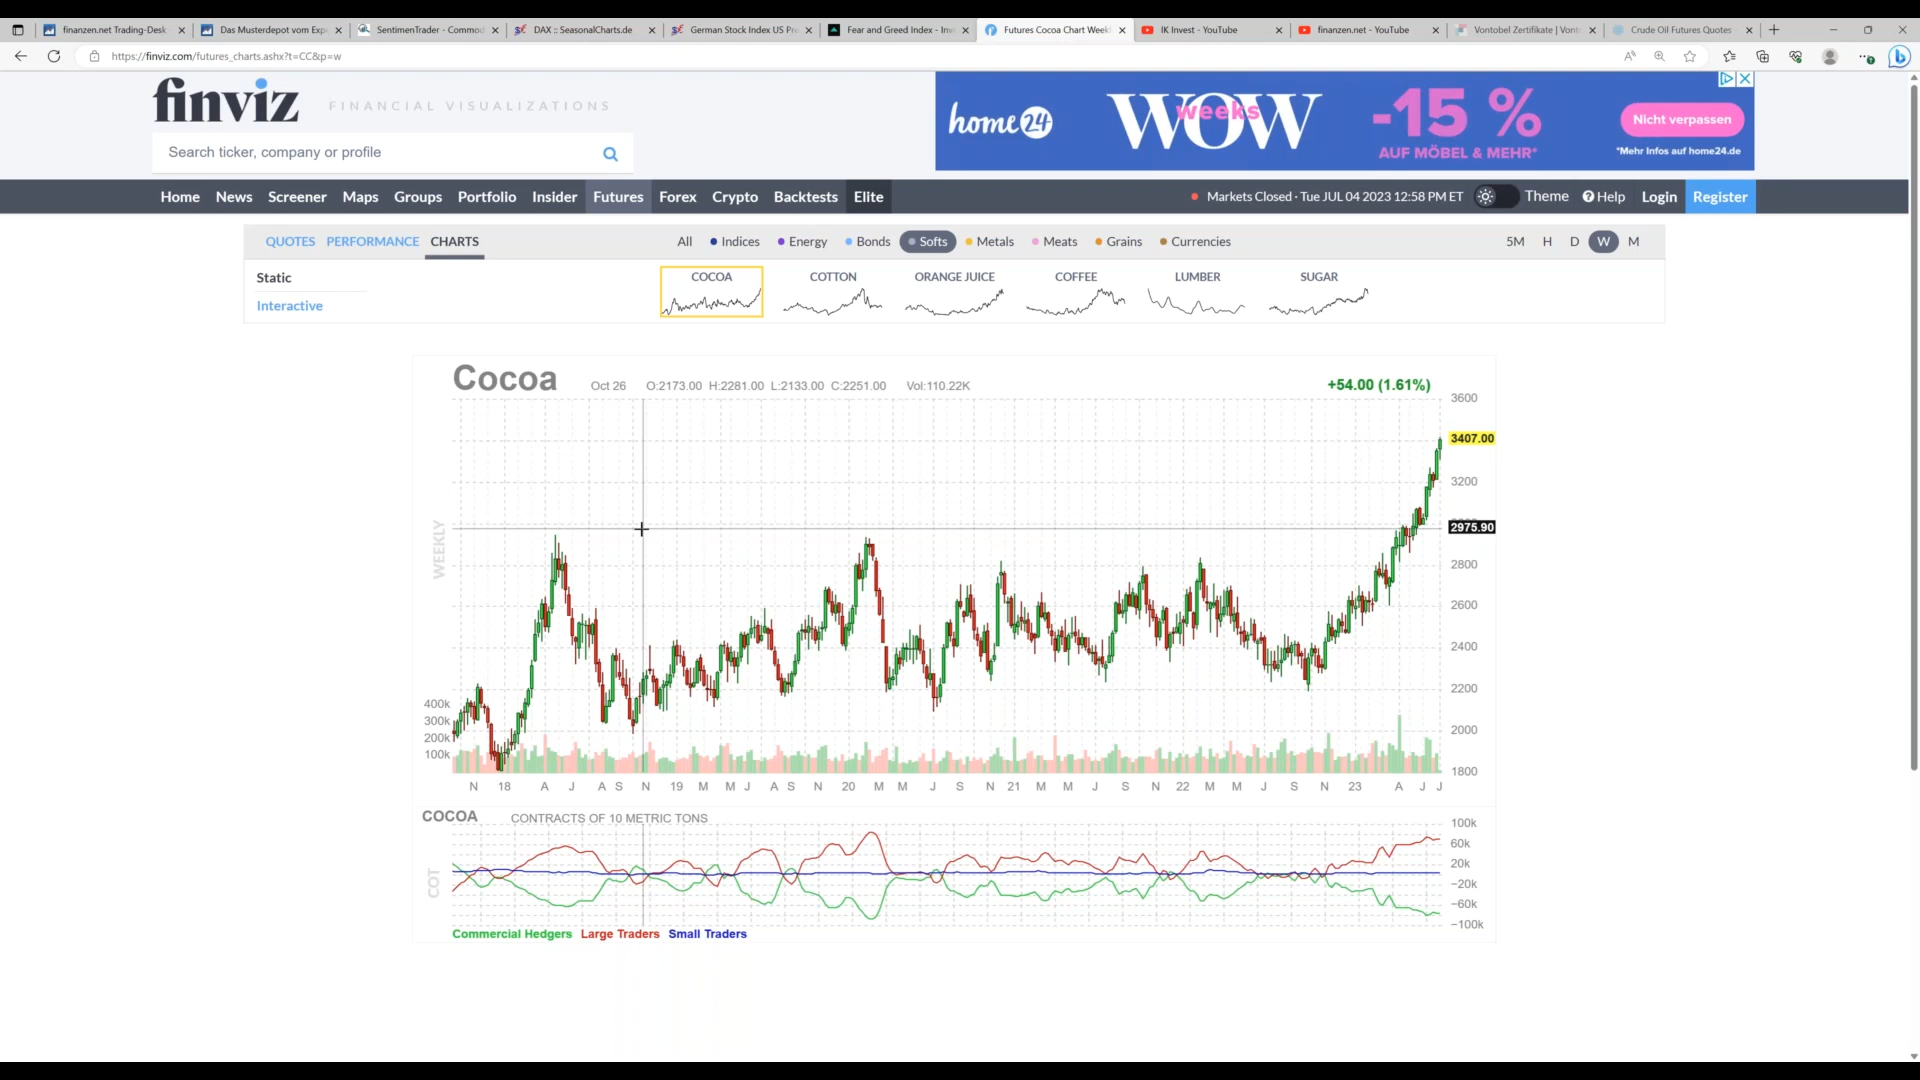 finanzen.net Trading-Desk
Das Musterdepot vom Exp
SentimenTrader - Commod
DAX :: SeasonalCharts.de
German Stock Index US Pre
Fear and Greed Index - Inv
Futures Cocoa Chart Week
IK Invest - YouTube
finanzen.net - YouTube
Vontobel Zertifikate | Vont
Crude Oil Futures Quotes
https://finviz.com/futures_charts.ashx?t=CC&p=w
finviz FINANCIAL VISUALIZATIONS
Search ticker, company or profile
home24 WOW weeks -15 %
AUF MÖBEL & MEHR*
Nicht verpassen
*Mehr Infos auf home24.de
Home News Screener Maps Groups Portfolio Insider Futures Forex Crypto Backtests Elite
Markets Closed · Tue JUL 04 2023 12:58 PM ET Theme Help Login Register
QUOTES PERFORMANCE CHARTS
All Indices Energy Bonds Softs Metals Meats Grains Currencies
5M H D W M
Static
Interactive
COCOA COTTON ORANGE JUICE COFFEE LUMBER SUGAR
Cocoa Oct 26 O:2173.00 H:2281.00 L:2133.00 C:2251.00 Vol:110.22K +54.00 (1.61%)
3600
3407.00
3200
2975.90
2800
2600
2400
2200
2000
1800
WEEKLY
400k
300k
200k
100k
N 18 A J A S N 19 M M J A S N 20 M M J S N 21 M M J S N 22 M M J S N 23 A J J
COCOA CONTRACTS OF 10 METRIC TONS
100k
60k
20k
−20k
−60k
−100k
COT
Commercial Hedgers Large Traders Small Traders